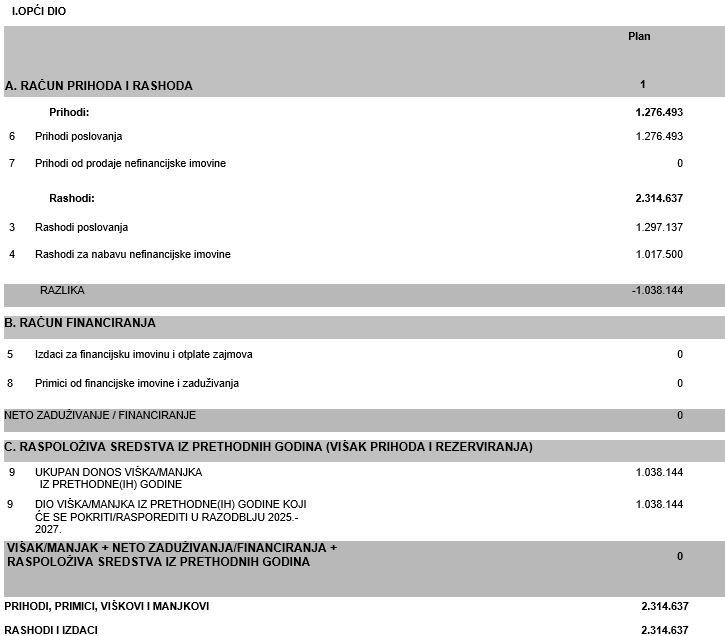 I.OPĆI DIO
Plan
A. RAČUN PRIHODA I RASHODA 1
Prihodi: 1.276.493
6 Prihodi poslovanja 1.276.493
7 Prihodi od prodaje nefinancijske imovine 0
Rashodi: 2.314.637
3 Rashodi poslovanja 1.297.137
4 Rashodi za nabavu nefinancijske imovine 1.017.500
RAZLIKA -1.038.144
B. RAČUN FINANCIRANJA
5 Izdaci za financijsku imovinu i otplate zajmova 0
8 Primici od financijske imovine i zaduživanja 0
NETO ZADUŽIVANJE / FINANCIRANJE 0
C. RASPOLOŽIVA SREDSTVA IZ PRETHODNIH GODINA (VIŠAK PRIHODA I REZERVIRANJA)
9 UKUPAN DONOS VIŠKA/MANJKA 1.038.144
IZ PRETHODNE(IH) GODINE
9 DIO VIŠKA/MANJKA IZ PRETHODNE(IH) GODINE KOJI 1.038.144
ĆE SE POKRITI/RASPOREDITI U RAZODBLJU 2025.-
2027.
VIŠAK/MANJAK + NETO ZADUŽIVANJA/FINANCIRANJA +
RASPOLOŽIVA SREDSTVA IZ PRETHODNIH GODINA 0
PRIHODI, PRIMICI, VIŠKOVI I MANJKOVI 2.314.637
RASHODI I IZDACI 2.314.637